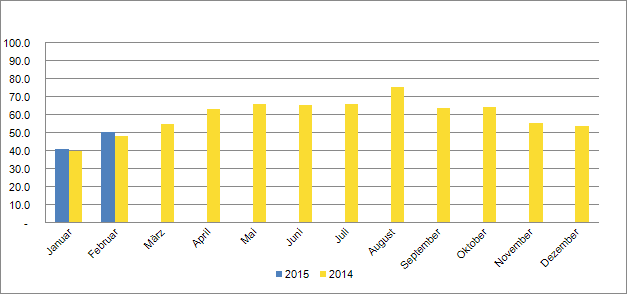 100.0
90.0
80.0
70.0
60.0
50.0
40.0
30.0
20.0
10.0
-
Januar
Februar
März
April
Mai
Juni
Juli
August
September
Oktober
November
Dezember
2015 2014